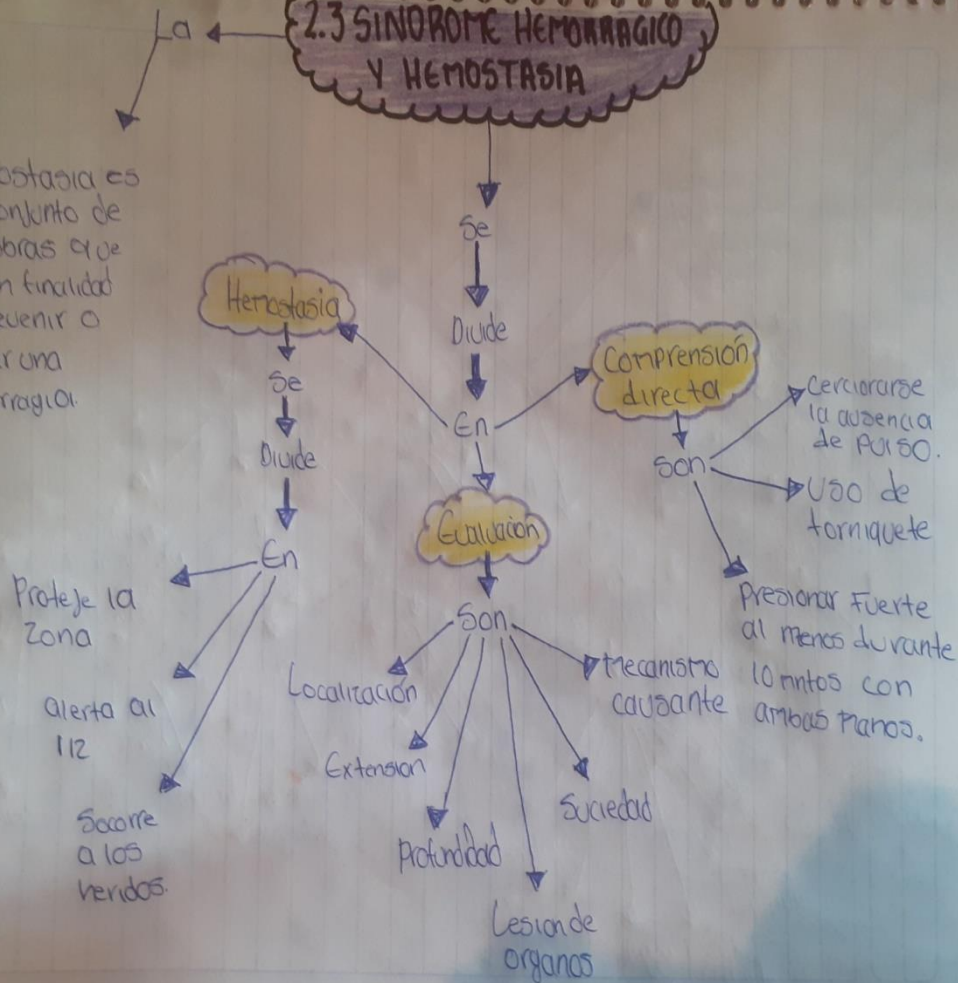 2.3 SINDROME HEMORRAGICO
Y HEMOSTASIA
La
ostasia es
onjunto de
obras que
n finalidad
evenir o
r una
rragia.
Se
Divide
En
Hemostasia
Se
Divide
En
Proteje la
Zona
alerta al
112
Socorre
a los
heridos.
Evaluación
Son
Localización
Extension
Profundidad
Lesion de
organos
Suciedad
Mecanismo
causante
Comprensión
directa
Son
Cerciorarse
la ausencia
de pulso.
USO de
torniquete
Presionar Fuerte
al menos durante
10 mntos con
ambas manos.